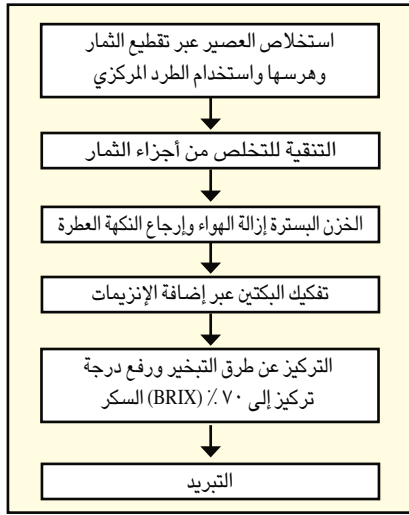 استخلاص العصير عبر تقطيع الثمار
وهرسها واستخدام الطرد المركزي
التنقية للتخلص من أجزاء الثمار
الخزن البسترة إزالة الهواء وإرجاع النكهة العطرة
تفكيك البكتين عبر إضافة الإنزيمات
التركيز عن طرق التبخير ورفع درجة
تركيز إلى ٧٠ ٪ (BRIX) السكر
التبريد